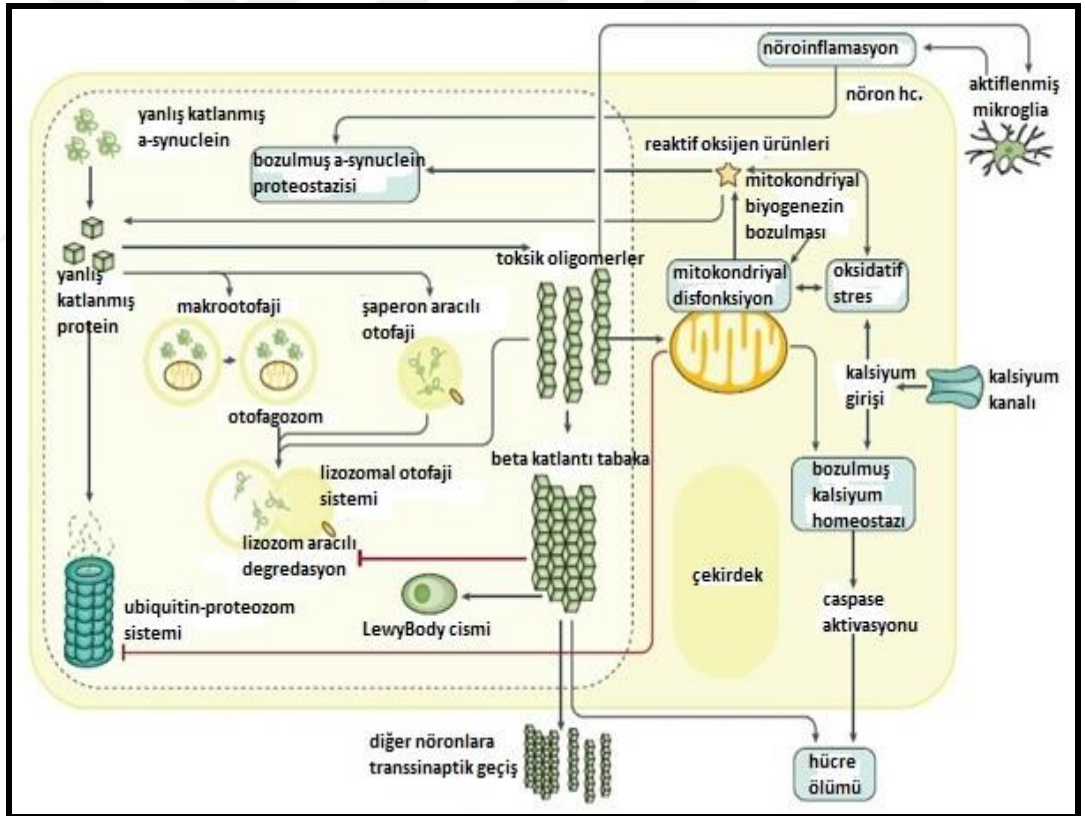 nöroinflamasyon
nöron hc.
aktiflenmiş
mikroglia
yanlış katlanmış
a-synuclein
bozulmuş a-synuclein
proteostazisi
reaktif oksijen ürünleri
mitokondriyal
biyogenezin
bozulması
yanlış
katlanmış
protein
toksik oligomerler
mitokondriyal
disfonksiyon
oksidatif
stres
makrootofaji
şaperon aracılı
otofaji
kalsiyum
girişi
kalsiyum
kanalı
otofagozom
beta katlantı tabaka
lizozomal otofaji
sistemi
bozulmuş
kalsiyum
homeostazı
lizozom aracılı
degredasyon
çekirdek
ubiquitin-proteozom
sistemi
LewyBody cismi
caspase
aktivasyonu
diğer nöronlara
transsinaptik geçiş
hücre
ölümü